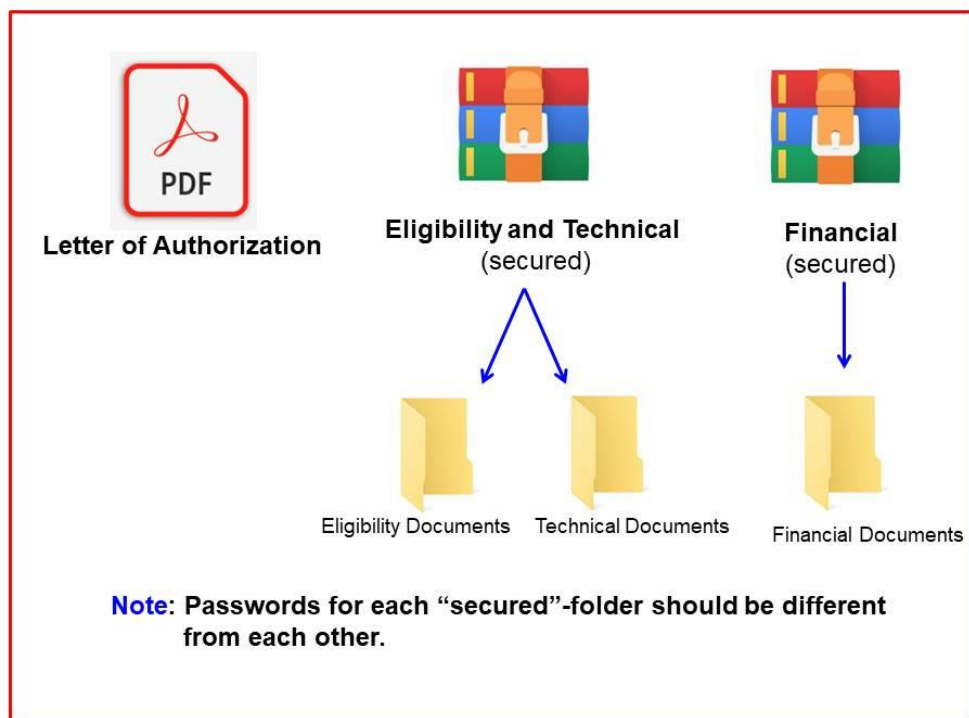 PDF
Letter of Authorization
Eligibility and Technical
(secured)
Financial
(secured)
Eligibility Documents
Technical Documents
Financial Documents
Note: Passwords for each “secured”-folder should be different
from each other.